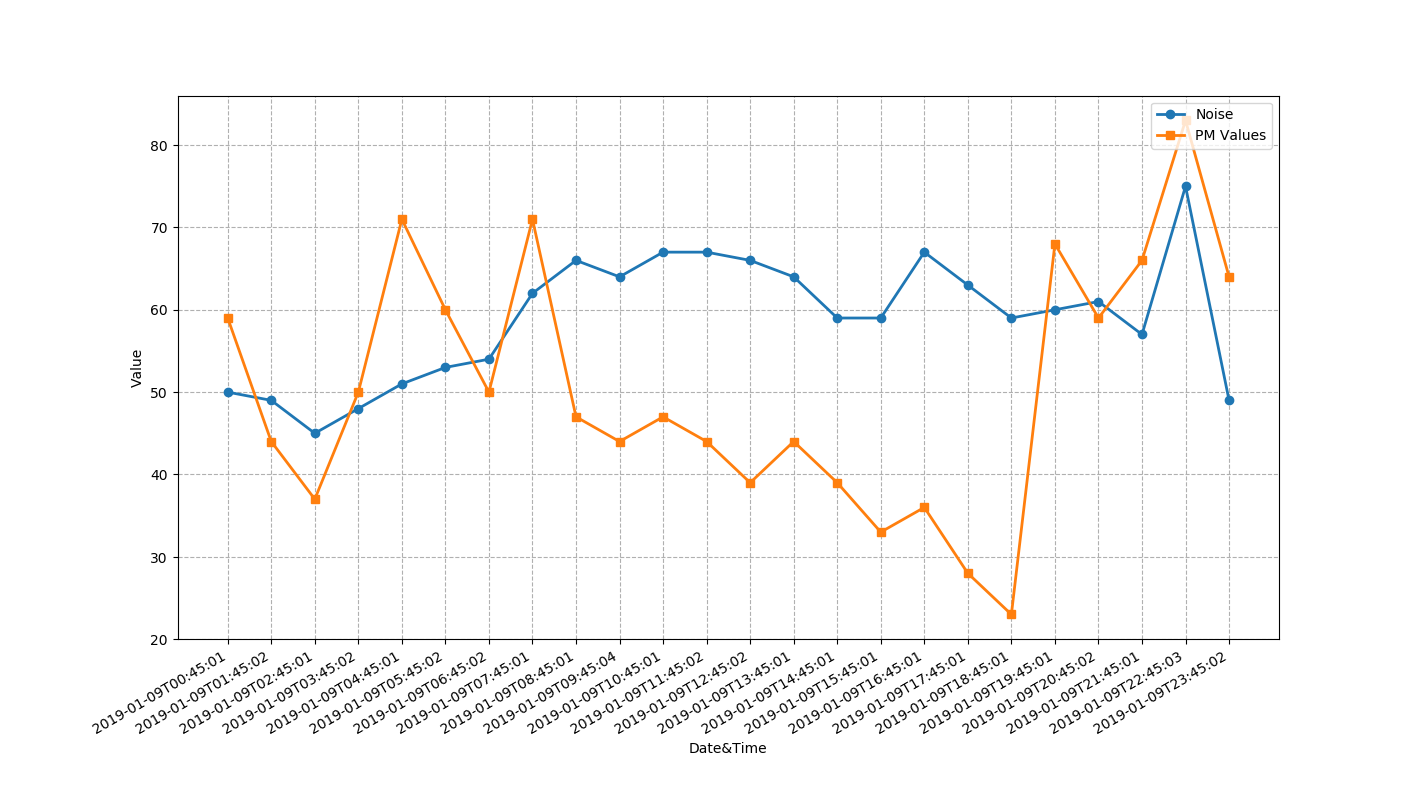 Noise
PM Values
80
70
60
50
40
30
20
Value
2019-01-09T00:45:01
2019-01-09T01:45:02
2019-01-09T02:45:01
2019-01-09T03:45:02
2019-01-09T04:45:01
2019-01-09T05:45:02
2019-01-09T06:45:02
2019-01-09T07:45:01
2019-01-09T08:45:01
2019-01-09T09:45:04
2019-01-09T10:45:01
2019-01-09T11:45:02
2019-01-09T12:45:02
2019-01-09T13:45:01
2019-01-09T14:45:01
2019-01-09T15:45:01
2019-01-09T16:45:01
2019-01-09T17:45:01
2019-01-09T18:45:01
2019-01-09T19:45:01
2019-01-09T20:45:02
2019-01-09T21:45:01
2019-01-09T22:45:03
2019-01-09T23:45:02
Date&Time